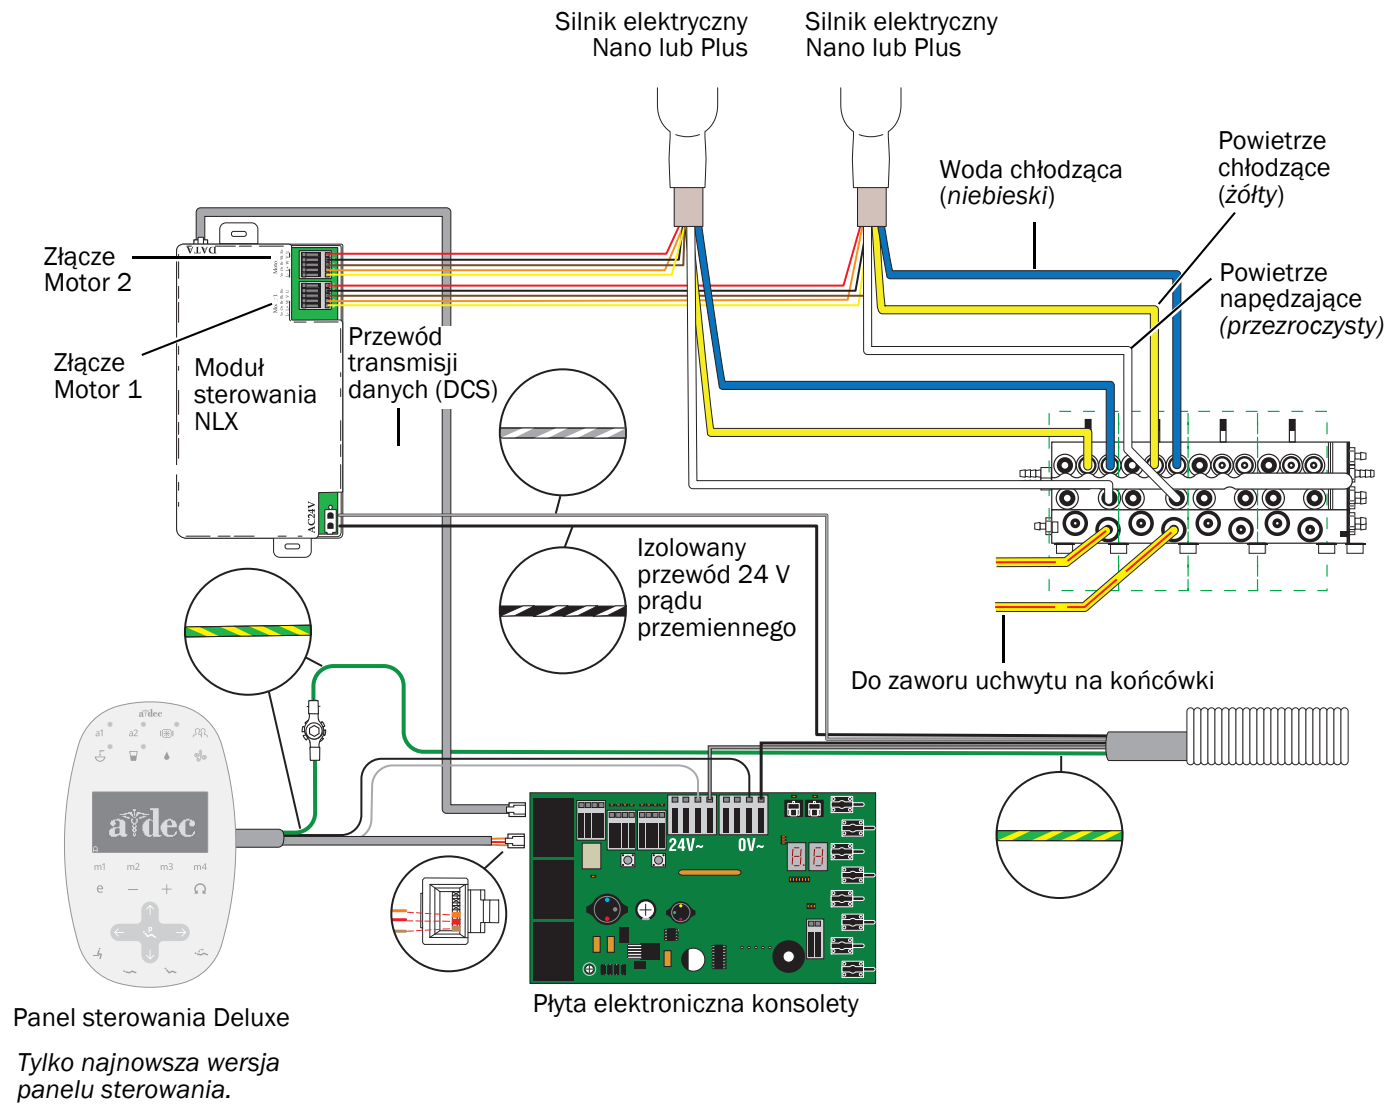 Silnik elektryczny
Nano lub Plus
Silnik elektryczny
Nano lub Plus
Woda chłodząca
(niebieski)
Powietrze
chłodzące
(żółty)
Powietrze
napędzające
(przezroczysty)
Złącze
Motor 2
DATA
Złącze
Motor 1
Moduł
sterowania
NLX
Przewód
transmisji
danych (DCS)
AC24V
Izolowany
przewód 24 V
prądu
przemiennego
Do zaworu uchwytu na końcówki
a dec
a1
a2
a dec
m1
m2
m3
m4
e
24V~
0V~
8.8
Płyta elektroniczna konsolety
Panel sterowania Deluxe
Tylko najnowsza wersja
panelu sterowania.